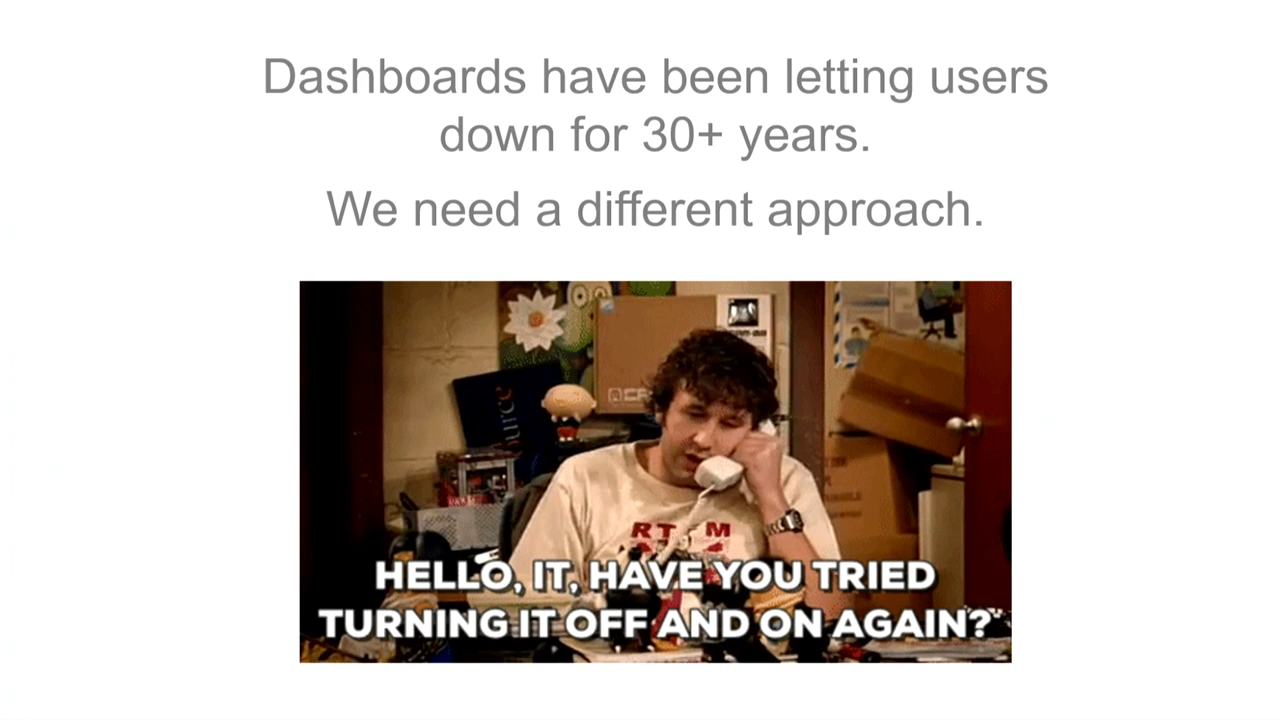 Dashboards have been letting users
down for 30+ years.
We need a different approach.
RT M
HELLO, IT, HAVE YOU TRIED
TURNING IT OFF AND ON AGAIN?